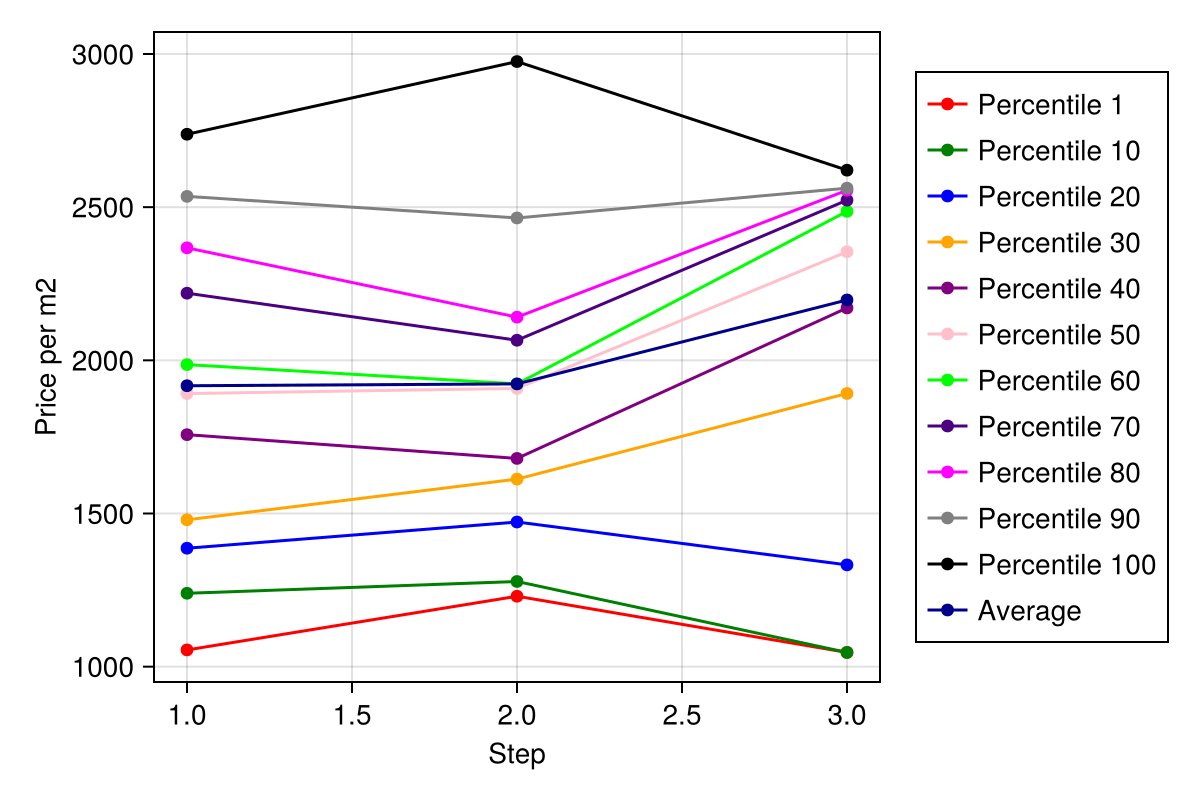 3000
2500
2000
1500
1000
Price per m2
1.0 1.5 2.0 2.5 3.0
Step
Percentile 1
Percentile 10
Percentile 20
Percentile 30
Percentile 40
Percentile 50
Percentile 60
Percentile 70
Percentile 80
Percentile 90
Percentile 100
Average